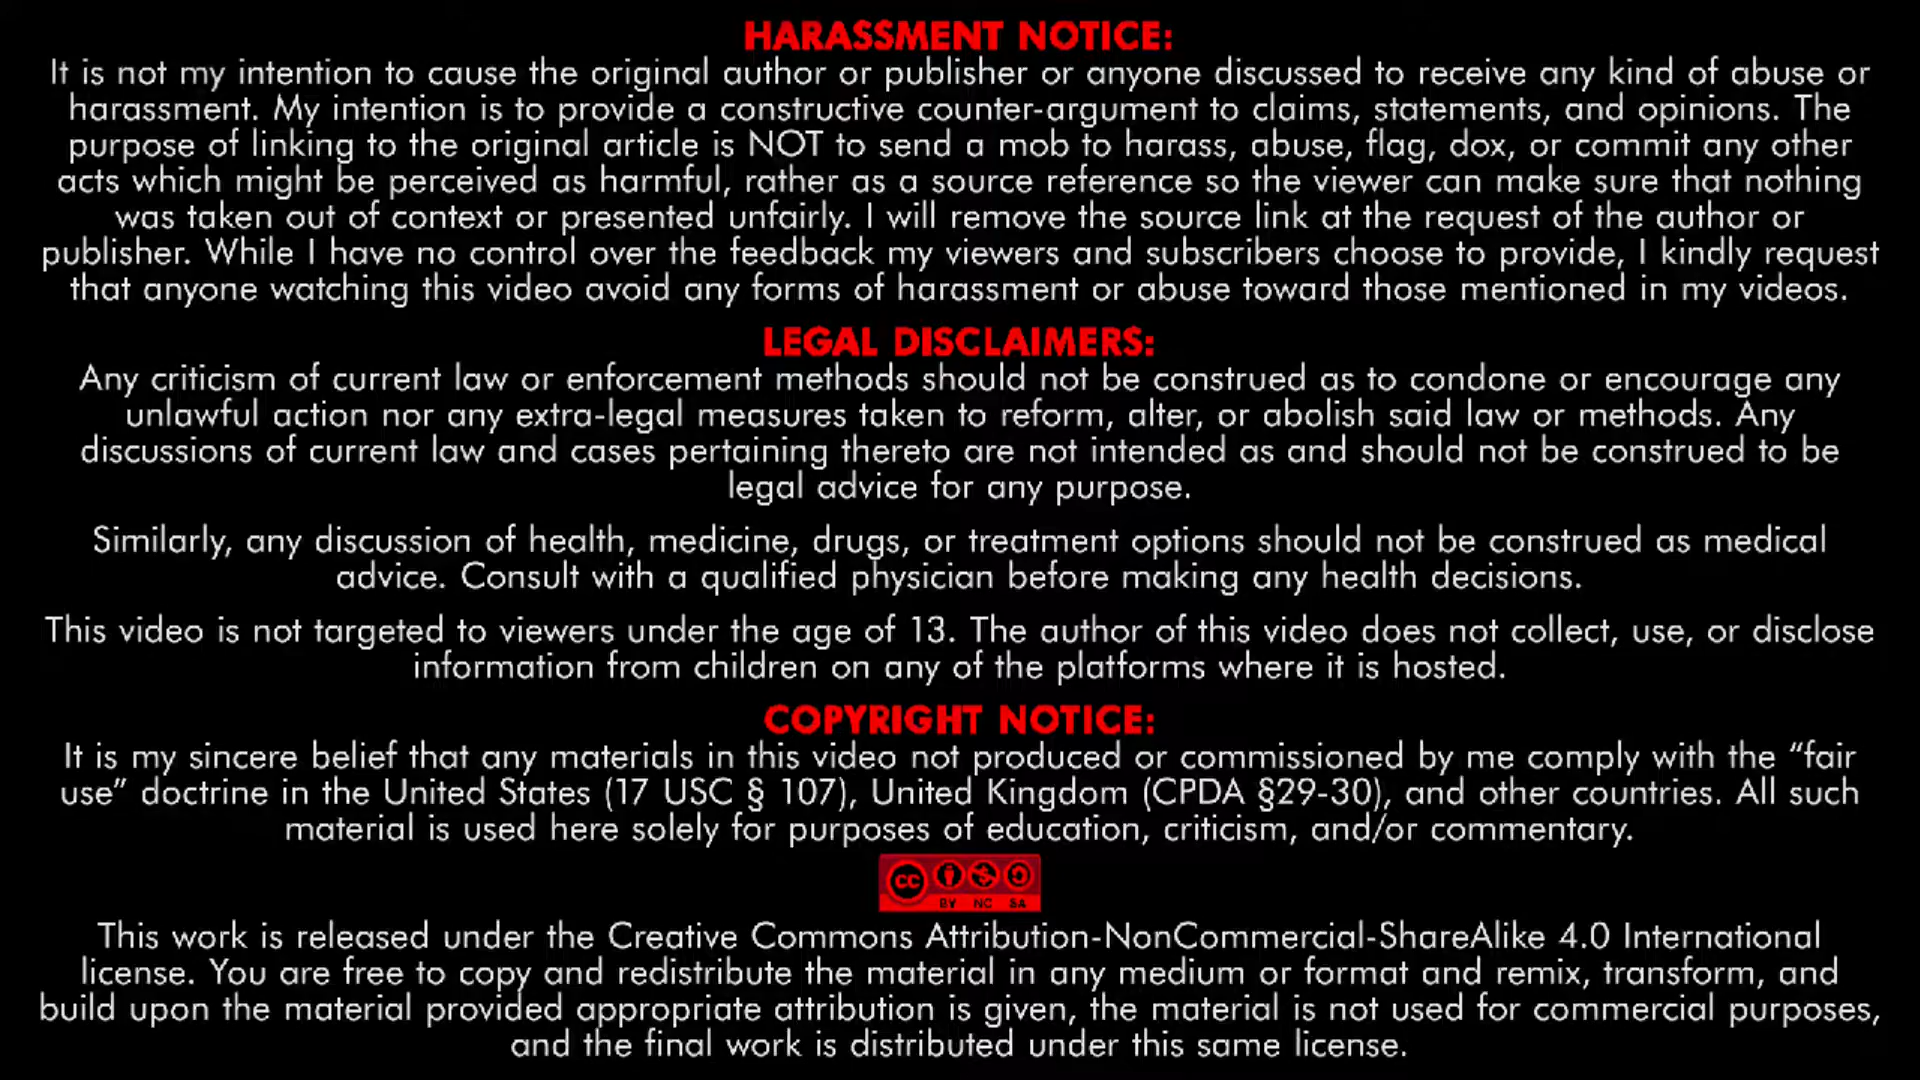 HARASSMENT NOTICE:
It is not my intention to cause the original author or publisher or anyone discussed to receive any kind of abuse or
harassment. My intention is to provide a constructive counter-argument to claims, statements, and opinions. The
purpose of linking to the original article is NOT to send a mob to harass, abuse, flag, dox, or commit any other
acts which might be perceived as harmful, rather as a source reference so the viewer can make sure that nothing
was taken out of context or presented unfairly. I will remove the source link at the request of the author or
publisher. While I have no control over the feedback my viewers and subscribers choose to provide, I kindly request
that anyone watching this video avoid any forms of harassment or abuse toward those mentioned in my videos.
LEGAL DISCLAIMERS:
Any criticism of current law or enforcement methods should not be construed as to condone or encourage any
unlawful action nor any extra-legal measures taken to reform, alter, or abolish said law or methods. Any
discussions of current law and cases pertaining thereto are not intended as and should not be construed to be
legal advice for any purpose.
Similarly, any discussion of health, medicine, drugs, or treatment options should not be construed as medical
advice. Consult with a qualified physician before making any health decisions.
This video is not targeted to viewers under the age of 13. The author of this video does not collect, use, or disclose
information from children on any of the platforms where it is hosted.
COPYRIGHT NOTICE:
It is my sincere belief that any materials in this video not produced or commissioned by me comply with the “fair
use” doctrine in the United States (17 USC § 107), United Kingdom (CPDA §29-30), and other countries. All such
material is used here solely for purposes of education, criticism, and/or commentary.
CC BY NC SA
This work is released under the Creative Commons Attribution-NonCommercial-ShareAlike 4.0 International
license. You are free to copy and redistribute the material in any medium or format and remix, transform, and
build upon the material provided appropriate attribution is given, the material is not used for commercial purposes,
and the final work is distributed under this same license.